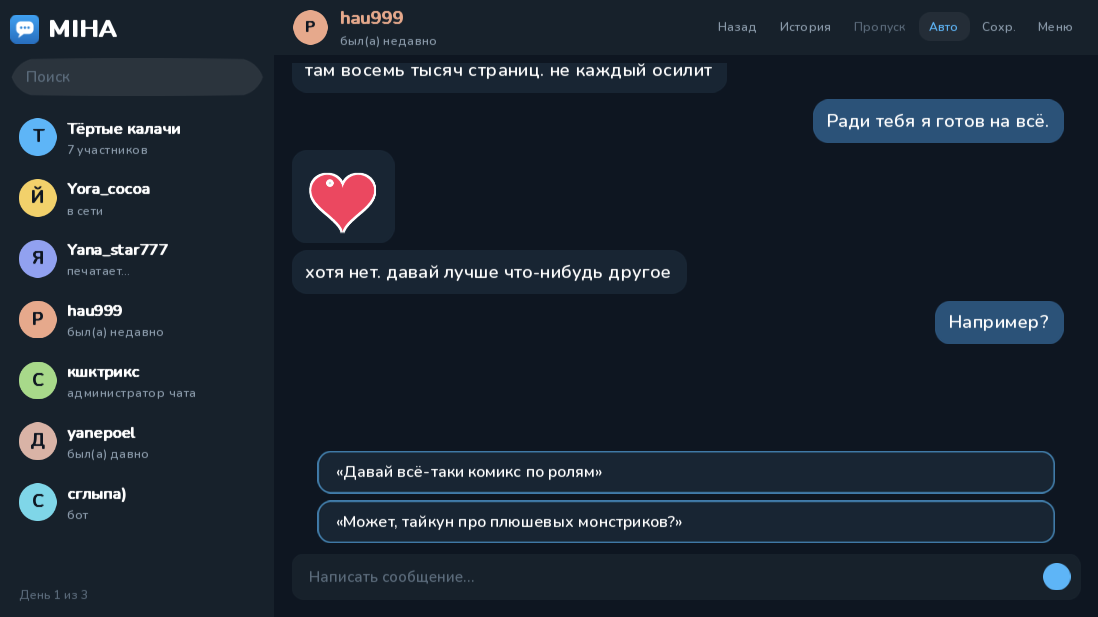 MIHA
Поиск
Т
Тёртые калачи
7 участников
Й
Yora_cocoa
в сети
Я
Yana_star777
печатает...
Р
hau999
был(а) недавно
С
кшктрикс
администратор чата
Д
yanepoel
был(а) давно
С
сглыпа)
бот
День 1 из 3
Р
hau999
был(а) недавно
Назад
История
Пропуск
Авто
Сохр.
Меню
там восемь тысяч страниц. не каждый осилит
Ради тебя я готов на всё.
хотя нет. давай лучше что-нибудь другое
Например?
«Давай всё-таки комикс по ролям»
«Может, тайкун про плюшевых монстриков?»
Написать сообщение...